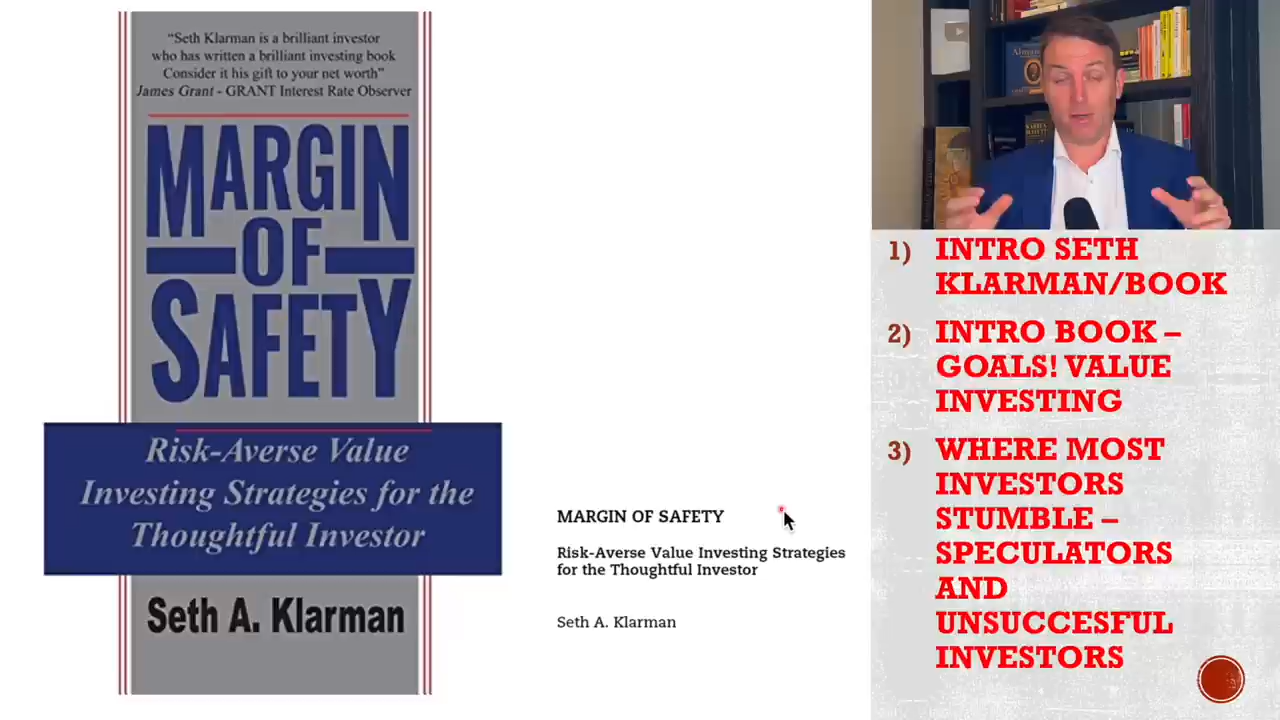 “Seth Klarman is a brilliant investor
who has written a brilliant investing book
Consider it his gift to your net worth”
James Grant - GRANT Interest Rate Observer
MARGIN
OF
SAFETY
Risk-Averse Value
Investing Strategies for the
Thoughtful Investor
Seth A. Klarman
MARGIN OF SAFETY
Risk-Averse Value Investing Strategies
for the Thoughtful Investor
Seth A. Klarman
1) INTRO SETH
KLARMAN/BOOK
2) INTRO BOOK –
GOALS! VALUE
INVESTING
3) WHERE MOST
INVESTORS
STUMBLE –
SPECULATORS
AND
UNSUCCESFUL
INVESTORS